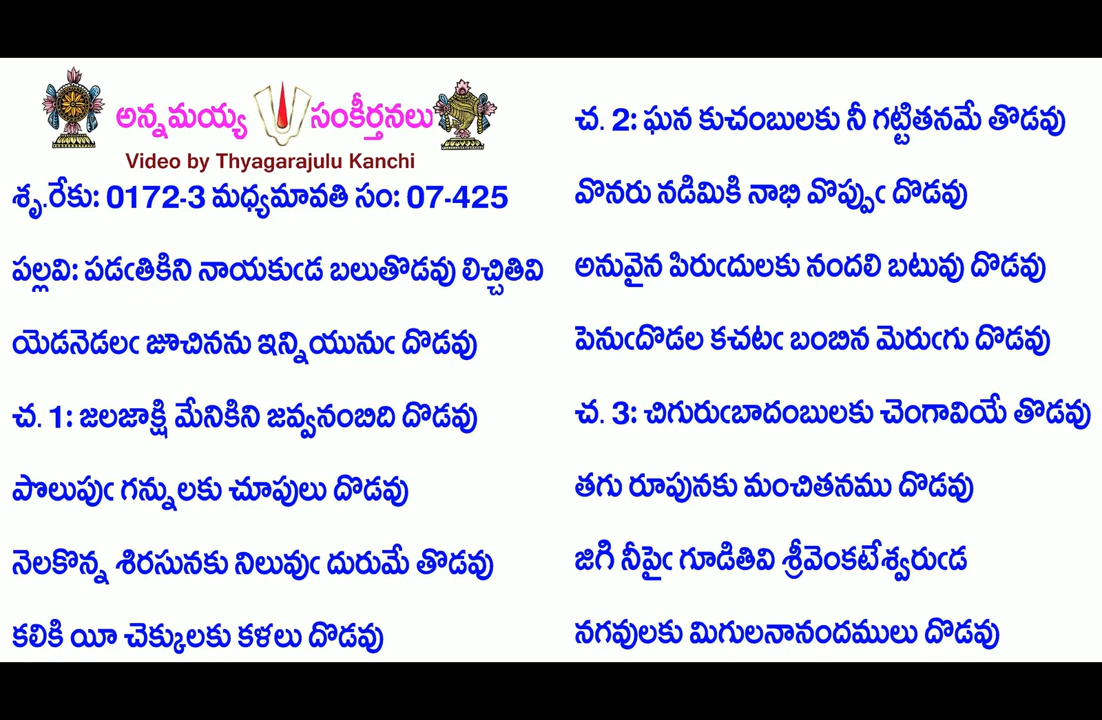 అన్నమయ్య సంకీర్తనలు
Video by Thyagarajulu Kanchi
శృ.రేకు: 0172-3 మధ్యమావతి సం: 07-425
పల్లవి: పడఁతికిని నాయకుఁడ బలుతొడవు లిచ్చితివి
యెడనెడలఁ జూచినను ఇన్నియునుఁ దొడవు
చ. 1: జలజాక్షి మేనికిని జవ్వనంబిది దొడవు
పొలుపుఁ గన్నులకు చూపులు దొడవు
నెలకొన్న శిరసునకు నిలువుఁ దురుమే తొడవు
కలికి యీ చెక్కులకు కళలు దొడవు
చ. 2: ఘన కుచంబులకు నీ గట్టితనమే తొడవు
వొనరు నడిమికి నాభి వొప్పుఁ దొడవు
అనువైన పిరుఁదులకు నందలి బటువు దొడవు
పెనుఁదొడల కచటఁ బంబిన మెరుఁగు దొడవు
చ. 3: చిగురుఁబాదంబులకు చెంగావియే తొడవు
తగు రూపునకు మంచితనము దొడవు
జిగి నీపైఁ గూడితివి శ్రీవెంకటేశ్వరుఁడ
నగవులకు మిగులనానందములు దొడవు